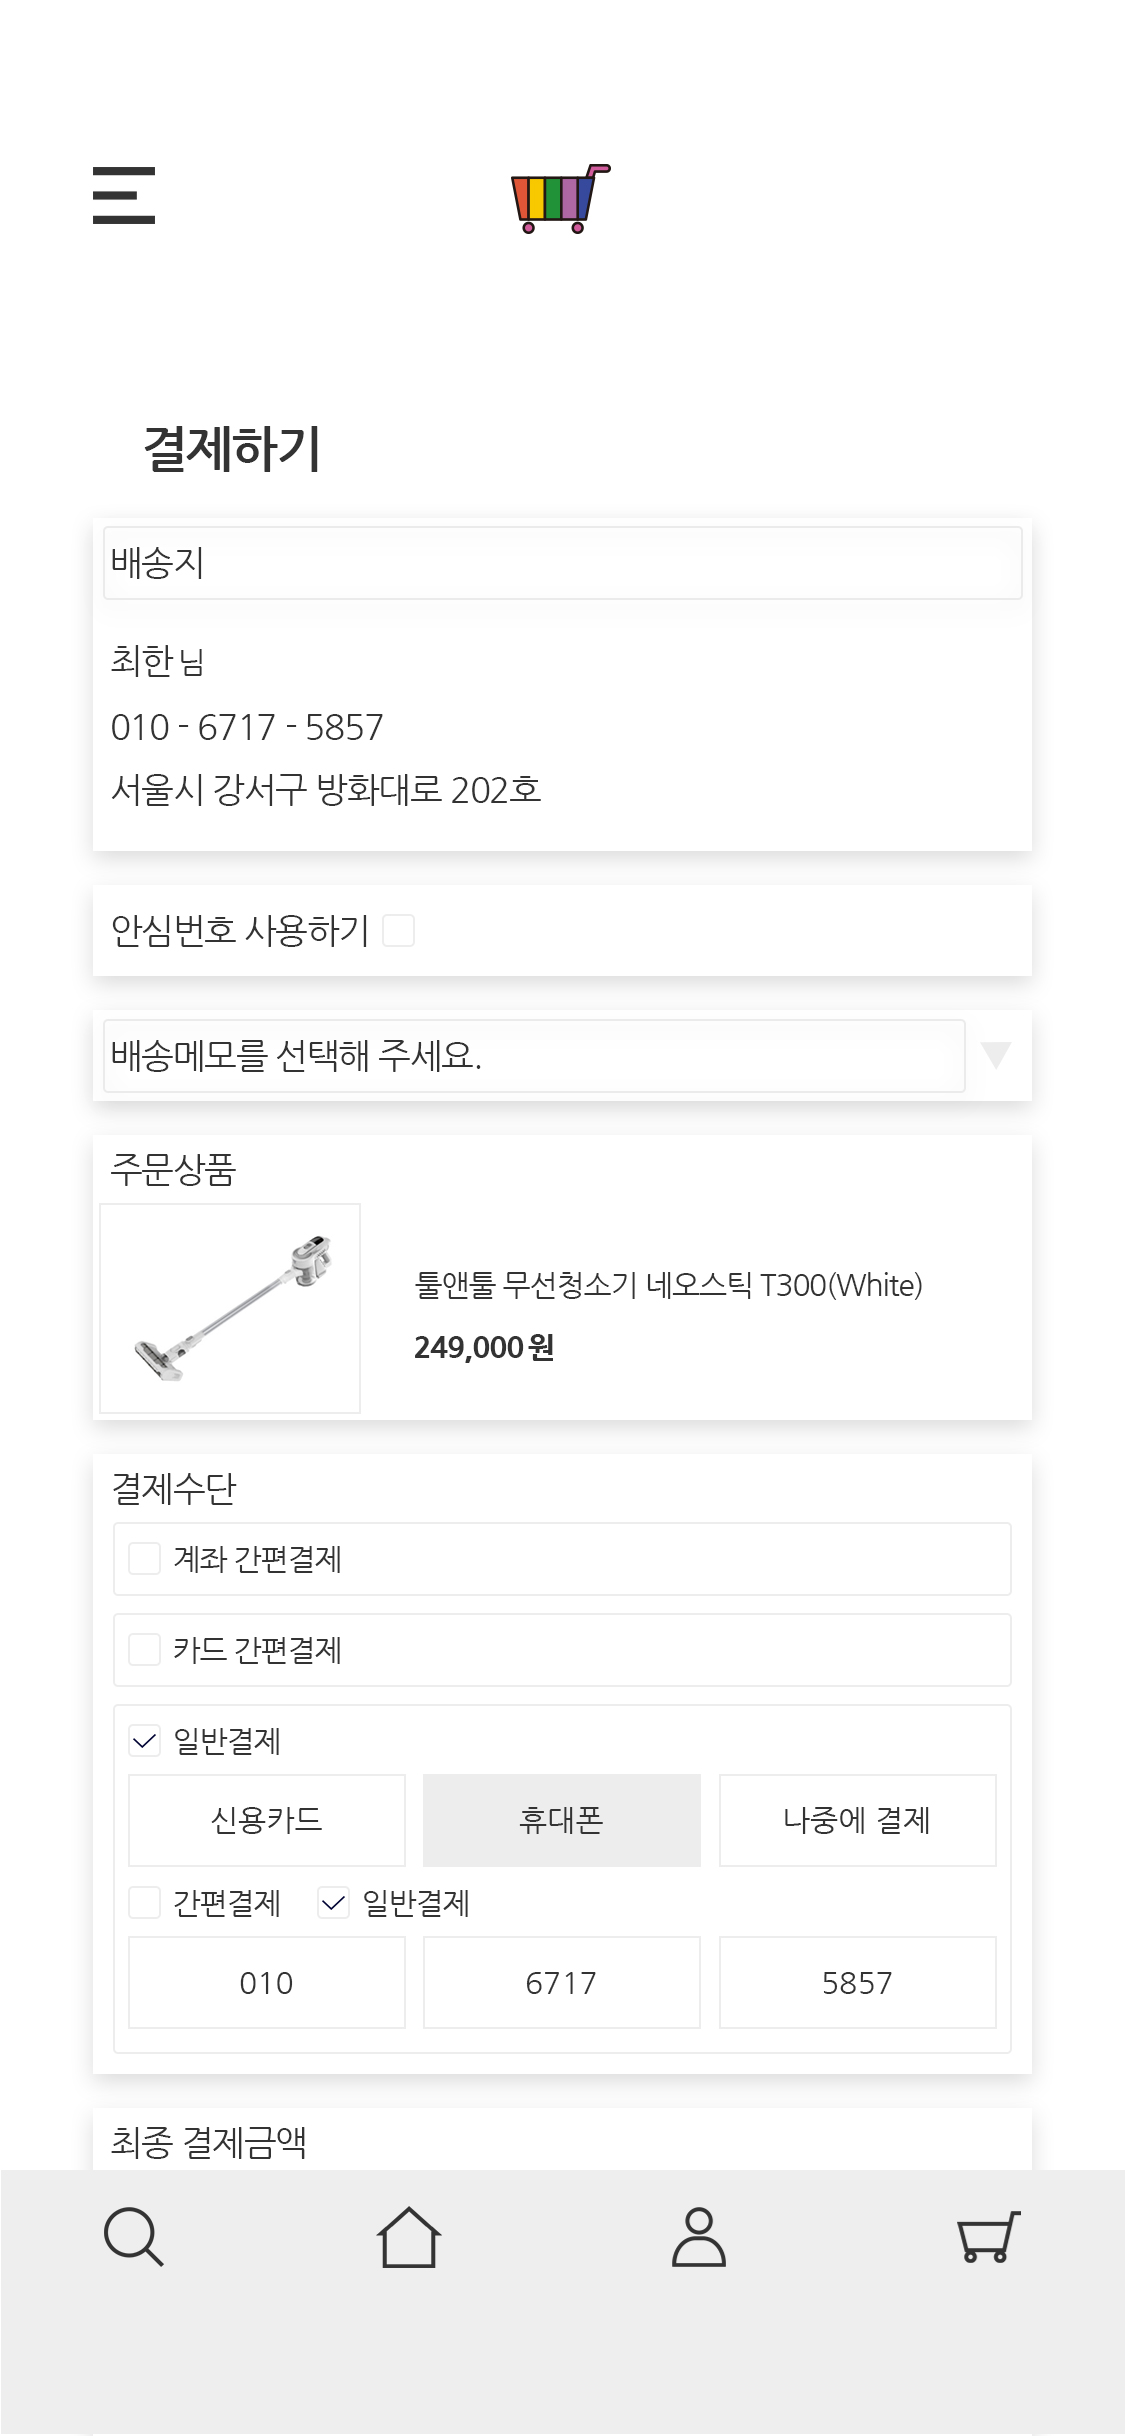 결제하기
배송지
최한 님
010 - 6717 - 5857
서울시 강서구 방화대로 202호
안심번호 사용하기
배송메모를 선택해 주세요.
주문상품
툴앤툴 무선청소기 네오스틱 T300(White)
249,000 원
결제수단
계좌 간편결제
카드 간편결제
일반결제
신용카드 휴대폰 나중에 결제
간편결제 일반결제
010 6717 5857
최종 결제금액